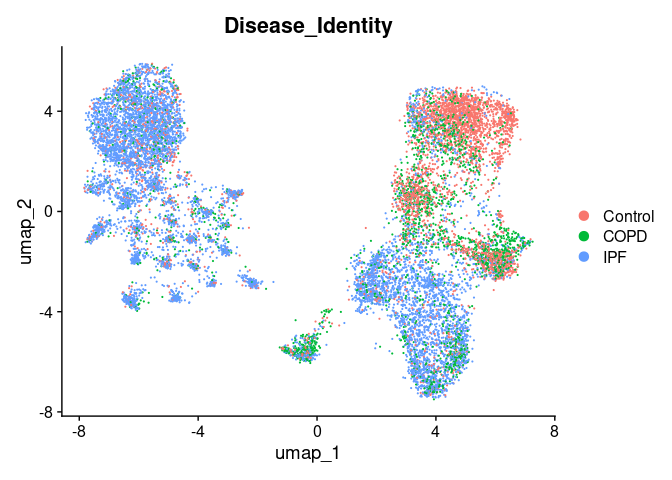 Disease_Identity
4
0
-4
-8
umap_2
-8
-4
0
4
8
umap_1
Control
COPD
IPF